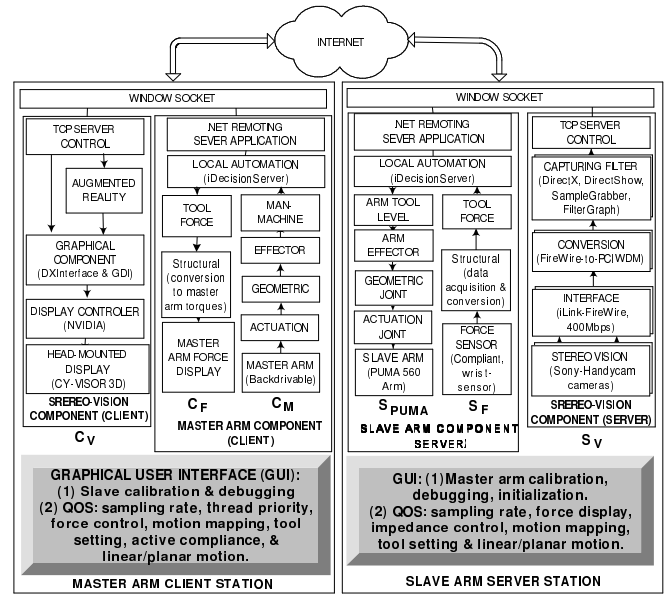 INTERNET
WINDOW SOCKET
TCP SERVER
CONTROL
AUGMENTED
REALITY
GRAPHICAL
COMPONENT
(DXInterface & GDI)
DISPLAY CONTROLER
(NVIDIA)
HEAD-MOUNTED
DISPLAY
(CY-VISOR 3D)
SREREO-VISION
COMPONENT (CLIENT)
CV
.NET REMOTING
SEVER APPLICATION
LOCAL AUTOMATION
(iDecisionServer)
TOOL
FORCE
Structural
(conversion
to master
arm torques)
MASTER
ARM FORCE
DISPLAY
CF
MAN-
MACHINE
EFFECTOR
GEOMETRIC
ACTUATION
MASTER ARM
(Backdrivable)
CM
MASTER ARM COMPONENT
(CLIENT)
GRAPHICAL USER INTERFACE (GUI):
(1) Slave calibration & debugging
(2) QOS: sampling rate, thread priority,
force control, motion mapping, tool
setting, active compliance, &
linear/planar motion.
MASTER ARM CLIENT STATION
WINDOW SOCKET
.NET REMOTING
SEVER APPLICATION
LOCAL AUTOMATION
(iDecisionServer)
ARM TOOL
LEVEL
ARM
EFFECTOR
GEOMETRIC
JOINT
ACTUATION
JOINT
SLAVE ARM
(PUMA 560
Arm)
SPUMA
TOOL
FORCE
Structural
(data
acquisition &
conversion)
FORCE
SENSOR
(Compliant,
wrist-
sensor)
SF
SLAVE ARM COMPONENT
SERVER)
TCP SERVER
CONTROL
CAPTURING FILTER
(DirectX, DirectShow,
SampleGrabber,
FilterGraph)
CONVERSION
(FireWire-to-PCI WDM)
INTERFACE
(iLink-FireWire,
400Mbps)
STEREO VISION
(Sony-Handycam
cameras)
SREREO-VISION
COMPONENT (SERVER)
SV
GUI: (1)Master arm calibration,
debugging, initialization.
(2) QOS: sampling rate, force display,
impedance control, motion mapping,
tool setting & linear/planar motion.
SLAVE ARM SERVER STATION